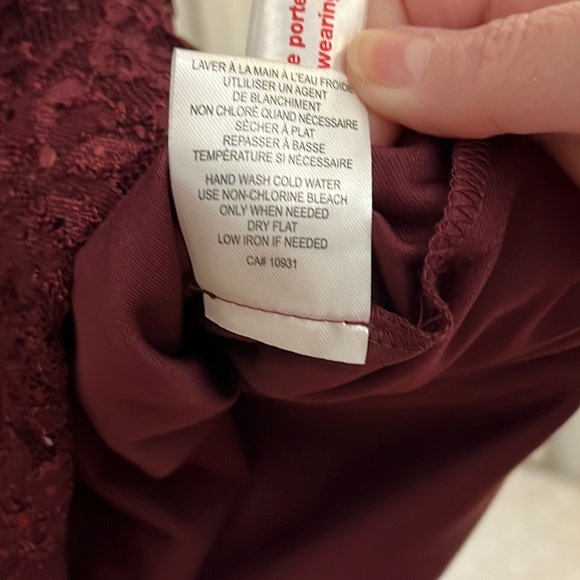 e porte
wearing
LAVER À LA MAIN À L'EAU FROIDE
UTILISER UN AGENT
DE BLANCHIMENT
NON CHLORÉ QUAND NÉCESSAIRE
SÉCHER À PLAT
REPASSER À BASSE
TEMPÉRATURE SI NÉCESSAIRE
HAND WASH COLD WATER
USE NON-CHLORINE BLEACH
ONLY WHEN NEEDED
DRY FLAT
LOW IRON IF NEEDED
CA# 10931